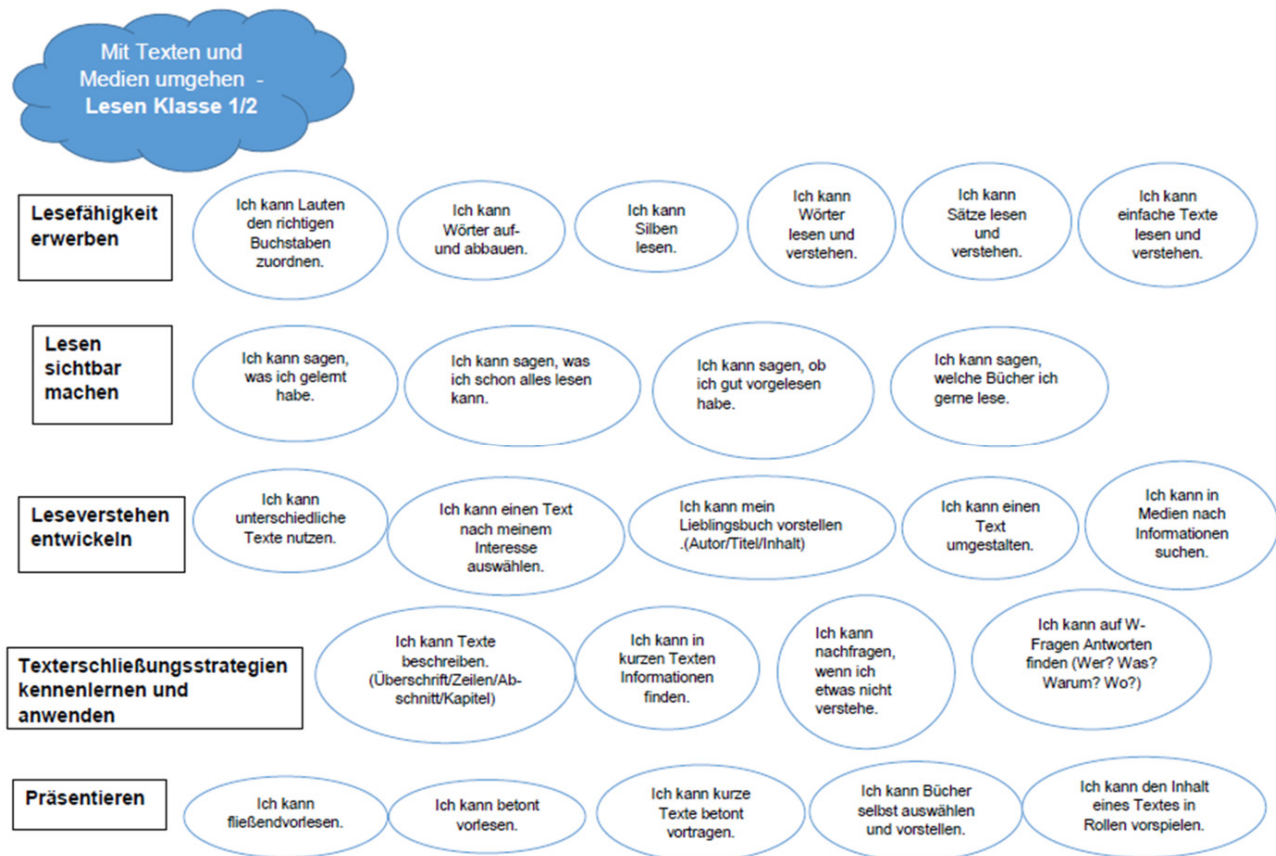 Mit Texten und
Medien umgehen -
Lesen Klasse 1/2
Lesefähigkeit
erwerben
Ich kann Lauten
den richtigen
Buchstaben
zuordnen.
Ich kann
Wörter auf-
und abbauen.
Ich kann
Silben
lesen.
Ich kann
Wörter
lesen und
verstehen.
Ich kann
Sätze lesen
und
verstehen.
Ich kann
einfache Texte
lesen und
verstehen.
Lesen
sichtbar
machen
Ich kann sagen,
was ich gelernt
habe.
Ich kann sagen, was
ich schon alles lesen
kann.
Ich kann sagen, ob
ich gut vorgelesen
habe.
Ich kann sagen,
welche Bücher ich
gerne lese.
Leseverstehen
entwickeln
Ich kann
unterschiedliche
Texte nutzen.
Ich kann einen Text
nach meinem
Interesse
auswählen.
Ich kann mein
Lieblingsbuch vorstellen
.(Autor/Titel/Inhalt)
Ich kann einen
Text
umgestalten.
Ich kann in
Medien nach
Informationen
suchen.
Texterschließungsstrategien
kennenlernen und
anwenden
Ich kann Texte
beschreiben.
(Überschrift/Zeilen/Ab-
schnitt/Kapitel)
Ich kann in
kurzen Texten
Informationen
finden.
Ich kann
nachfragen,
wenn ich
etwas nicht
verstehe.
Ich kann auf W-
Fragen Antworten
finden (Wer? Was?
Warum? Wo?)
Präsentieren
Ich kann
fließendvorlesen.
Ich kann betont
vorlesen.
Ich kann kurze
Texte betont
vortragen.
Ich kann Bücher
selbst auswählen
und vorstellen.
Ich kann den Inhalt
eines Textes in
Rollen vorspielen.